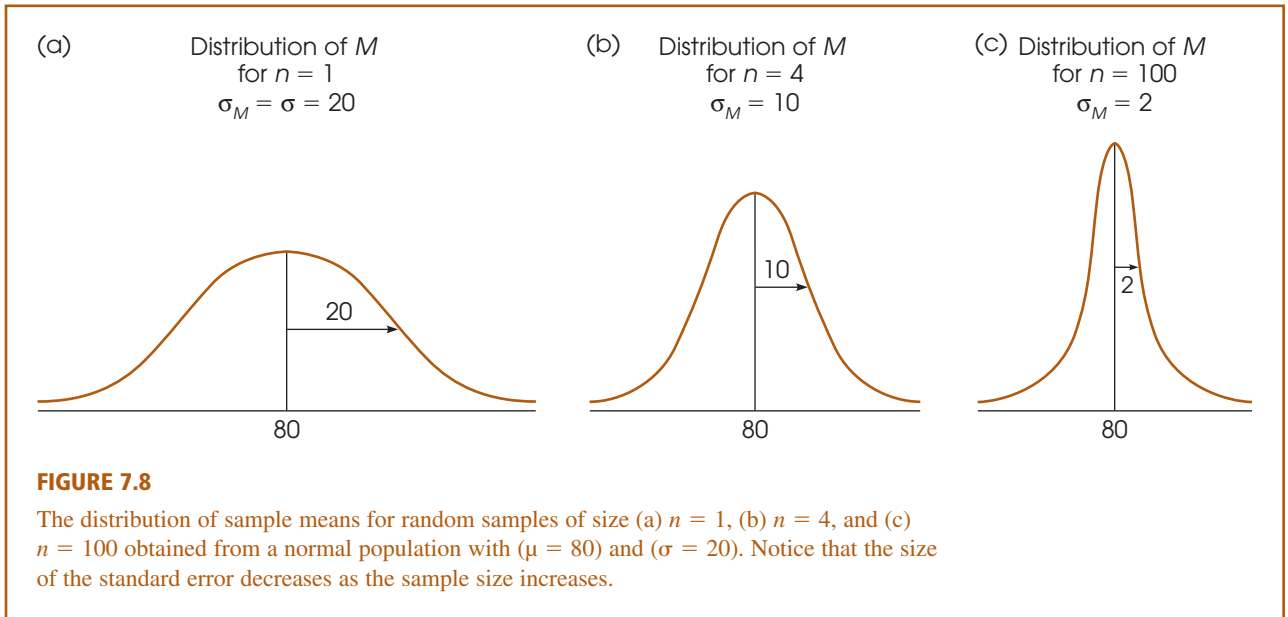 (a) Distribution of M
for n = 1
σM = σ = 20
20
80
(b) Distribution of M
for n = 4
σM = 10
10
80
(c) Distribution of M
for n = 100
σM = 2
2
80
FIGURE 7.8
The distribution of sample means for random samples of size (a) n = 1, (b) n = 4, and (c)
n = 100 obtained from a normal population with (μ = 80) and (σ = 20). Notice that the size
of the standard error decreases as the sample size increases.